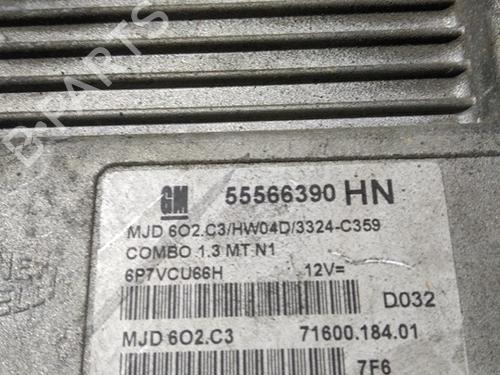 B-PARTS
GM 55566390 HN
MJD 6O2.C3/HW04D/3324-C359
COMBO 1.3 MT N1
6P7VCU66H 12V=
D032
MJD 6O2.C3 71600.184.01
7F6